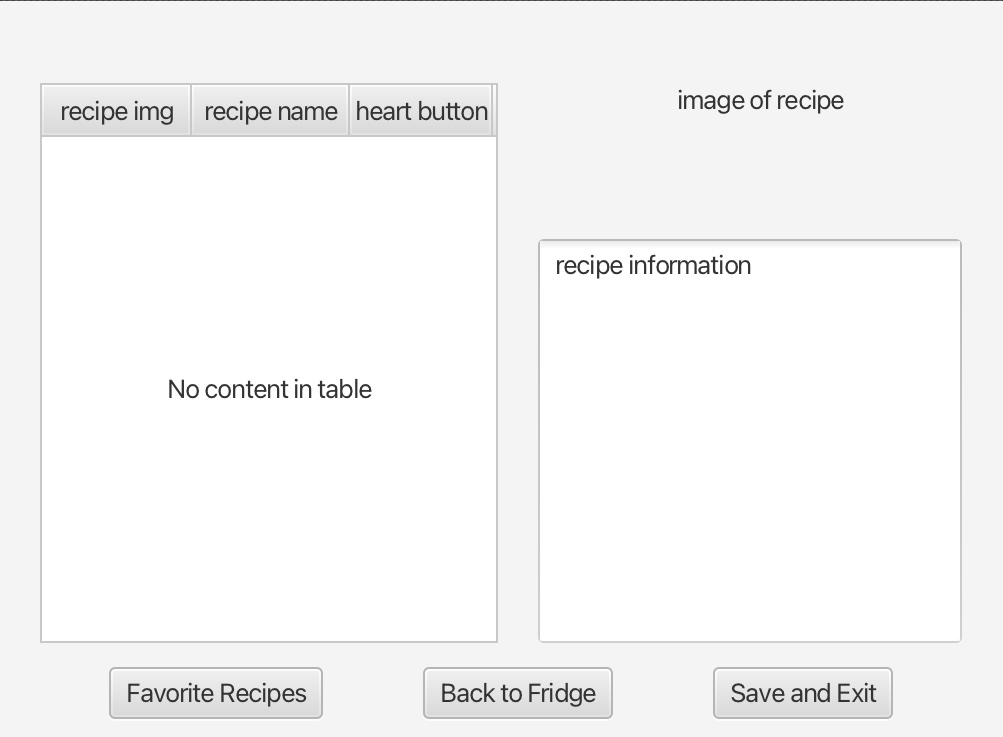 recipe img recipe name heart button
No content in table
image of recipe
recipe information
Favorite Recipes Back to Fridge Save and Exit